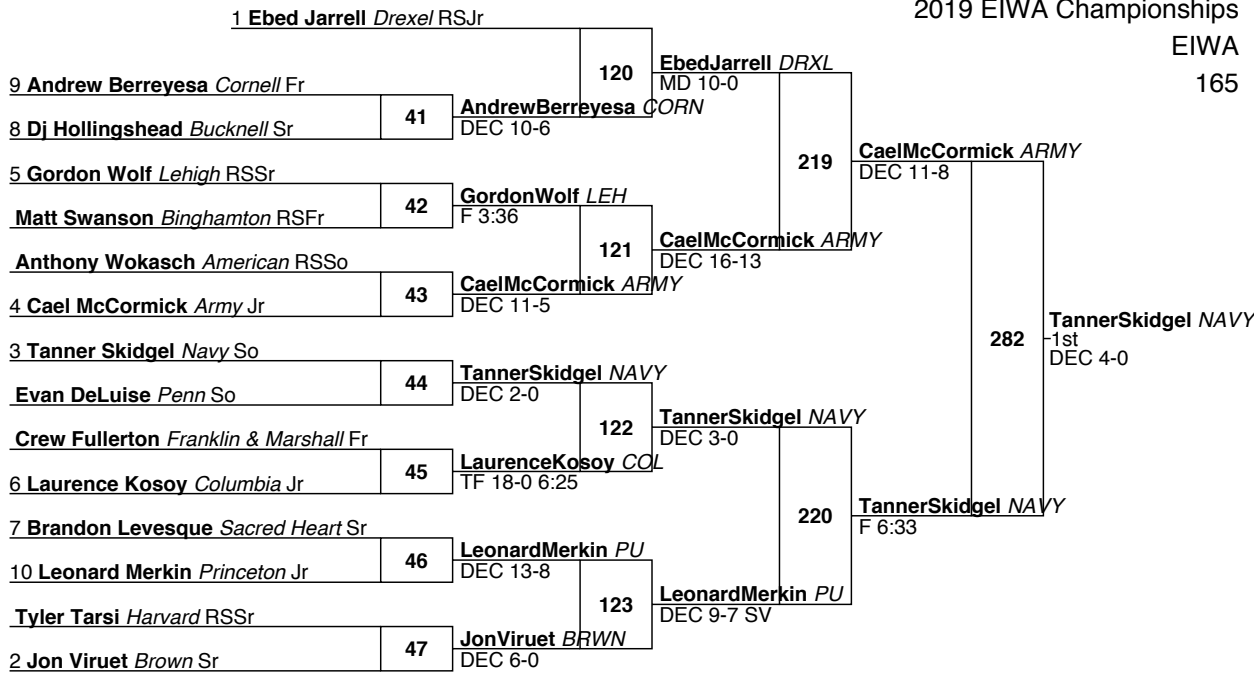 2019 EIWA Championships
EIWA
165
1 Ebed Jarrell Drexel RSJr
9 Andrew Berreyesa Cornell Fr
8 Dj Hollingshead Bucknell Sr
5 Gordon Wolf Lehigh RSSr
Matt Swanson Binghamton RSFr
Anthony Wokasch American RSSo
4 Cael McCormick Army Jr
3 Tanner Skidgel Navy So
Evan DeLuise Penn So
Crew Fullerton Franklin & Marshall Fr
6 Laurence Kosoy Columbia Jr
7 Brandon Levesque Sacred Heart Sr
10 Leonard Merkin Princeton Jr
Tyler Tarsi Harvard RSSr
2 Jon Viruet Brown Sr
41
42
43
44
45
46
47
AndrewBerreyesa CORN
DEC 10-6
GordonWolf LEH
F 3:36
CaelMcCormick ARMY
DEC 11-5
TannerSkidgel NAVY
DEC 2-0
LaurenceKosoy COL
TF 18-0 6:25
LeonardMerkin PU
DEC 13-8
JonViruet BRWN
DEC 6-0
120
121
122
123
EbedJarrell DRXL
MD 10-0
CaelMcCormick ARMY
DEC 16-13
TannerSkidgel NAVY
DEC 3-0
LeonardMerkin PU
DEC 9-7 SV
219
220
CaelMcCormick ARMY
DEC 11-8
TannerSkidgel NAVY
F 6:33
282
TannerSkidgel NAVY
1st
DEC 4-0